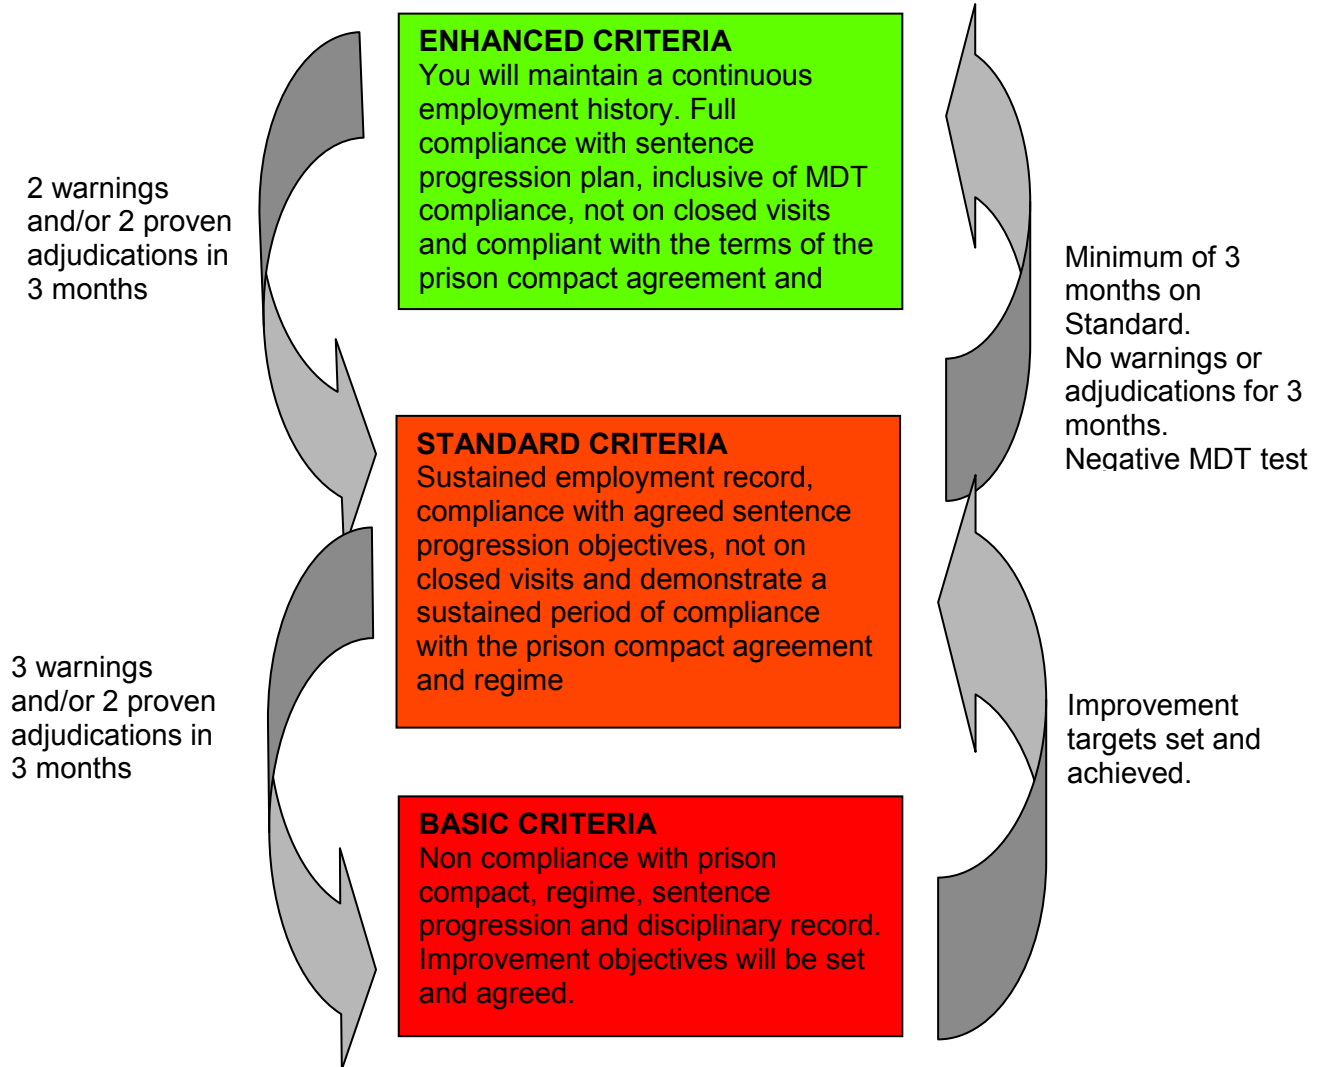 ENHANCED CRITERIA
You will maintain a continuous
employment history. Full
compliance with sentence
progression plan, inclusive of MDT
compliance, not on closed visits
and compliant with the terms of the
prison compact agreement and
2 warnings
and/or 2 proven
adjudications in
3 months
Minimum of 3
months on
Standard.
No warnings or
adjudications for 3
months.
Negative MDT test
STANDARD CRITERIA
Sustained employment record,
compliance with agreed sentence
progression objectives, not on
closed visits and demonstrate a
sustained period of compliance
with the prison compact agreement
and regime
3 warnings
and/or 2 proven
adjudications in
3 months
Improvement
targets set and
achieved.
BASIC CRITERIA
Non compliance with prison
compact, regime, sentence
progression and disciplinary record.
Improvement objectives will be set
and agreed.